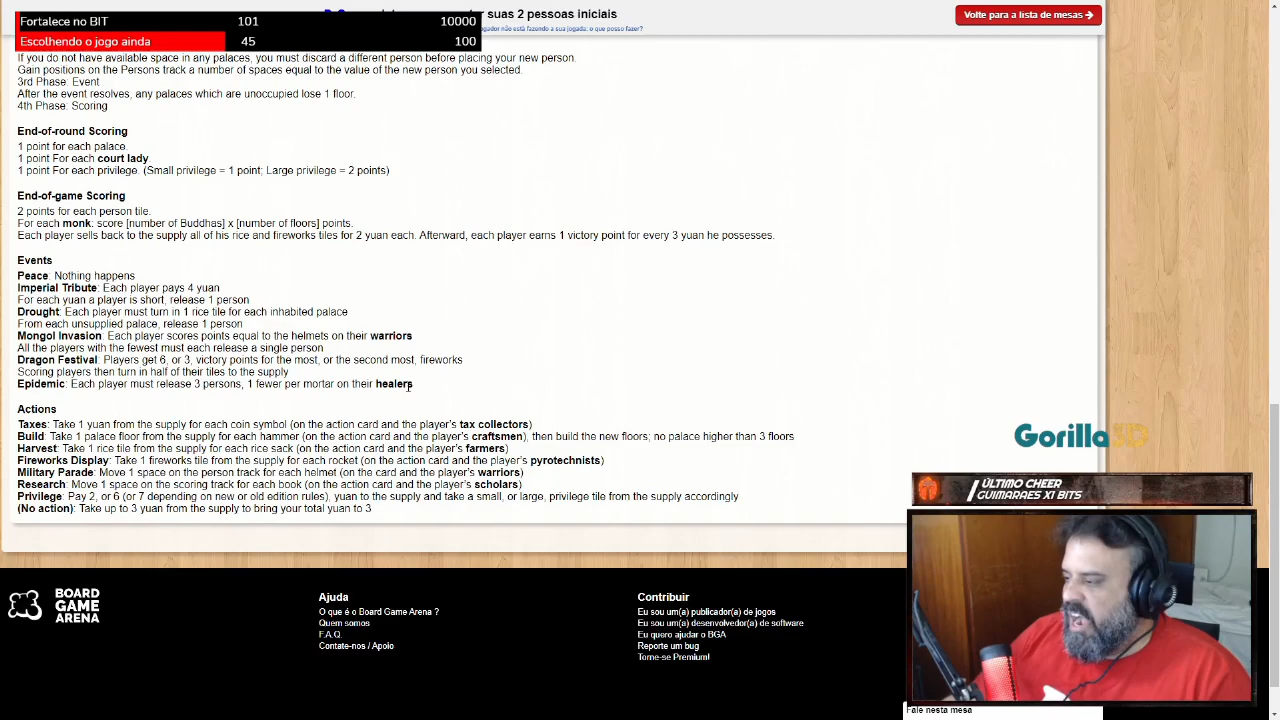 Fortalece no BIT 101 10000
Escolhendo o jogo ainda 45 100
suas 2 pessoas iniciais
jogador não está fazendo a sua jogada: o que posso fazer?
Volte para a lista de mesas
If you do not have available space in any palaces, you must discard a different person before placing your new person.
Gain positions on the Persons track a number of spaces equal to the value of the new person you selected.
3rd Phase: Event
After the event resolves, any palaces which are unoccupied lose 1 floor.
4th Phase: Scoring
End-of-round Scoring
1 point for each palace.
1 point For each court lady.
1 point For each privilege. (Small privilege = 1 point; Large privilege = 2 points)
End-of-game Scoring
2 points for each person tile.
For each monk: score [number of Buddhas] x [number of floors] points.
Each player sells back to the supply all of his rice and fireworks tiles for 2 yuan each. Afterward, each player earns 1 victory point for every 3 yuan he possesses.
Events
Peace: Nothing happens
Imperial Tribute: Each player pays 4 yuan
For each yuan a player is short, release 1 person
Drought: Each player must turn in 1 rice tile for each inhabited palace
From each unsupplied palace, release 1 person
Mongol Invasion: Each player scores points equal to the helmets on their warriors
All the players with the fewest must each release a single person
Dragon Festival: Players get 6, or 3, victory points for the most, or the second most, fireworks
Scoring players then turn in half of their tiles to the supply
Epidemic: Each player must release 3 persons, 1 fewer per mortar on their healers
Actions
Taxes: Take 1 yuan from the supply for each coin symbol (on the action card and the player's tax collectors)
Build: Take 1 palace floor from the supply for each hammer (on the action card and the player's craftsmen), then build the new floors; no palace higher than 3 floors
Harvest: Take 1 rice tile from the supply for each rice sack (on the action card and the player's farmers)
Fireworks Display: Take 1 fireworks tile from the supply for each rocket (on the action card and the player's pyrotechnists)
Military Parade: Move 1 space on the person track for each helmet (on the card and the player's warriors)
Research: Move 1 space on the scoring track for each book (on the action card and the player's scholars)
Privilege: Pay 2, or 6 (or 7 depending on new or old edition rules), yuan to the supply and take a small, or large, privilege tile from the supply accordingly
(No action): Take up to 3 yuan from the supply to bring your total yuan to 3
Gorilla3D
ÚLTIMO CHEER
GUIMARAES X1 BITS
BOARD GAME ARENA
Ajuda
O que é o Board Game Arena ?
Quem somos
F.A.Q.
Contate-nos / Apoio
Contribuir
Eu sou um(a) publicador(a) de jogos
Eu sou um(a) desenvolvedor(a) de software
Eu quero ajudar o BGA
Reporte um bug
Torne-se Premium!
Fale nesta mesa